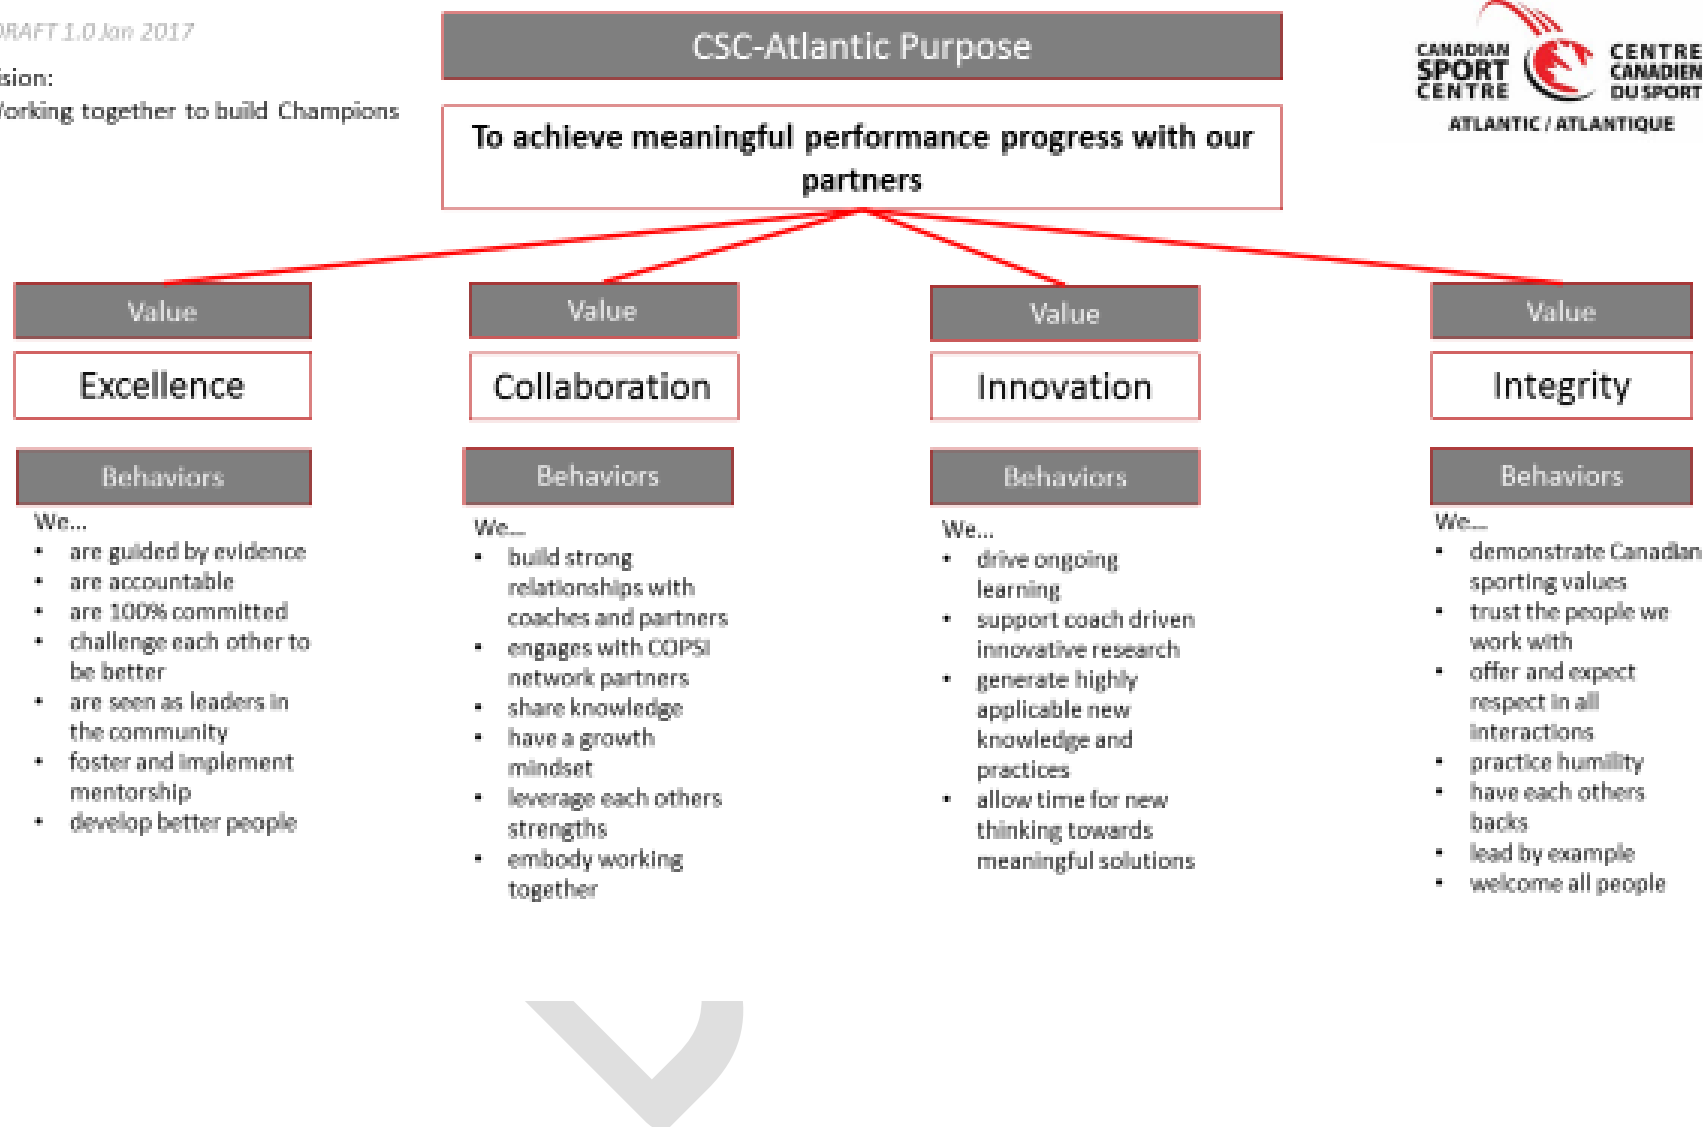 DRAFT 1.0 Jan 2017
ision:
Working together to build Champions
CSC-Atlantic Purpose
To achieve meaningful performance progress with our
partners
CANADIAN
SPORT
CENTRE
CENTRE
CANADIEN
DU SPORT
ATLANTIC / ATLANTIQUE
Value
Excellence
Behaviors
We...
• are guided by evidence
• are accountable
• are 100% committed
• challenge each other to
be better
• are seen as leaders in
the community
• foster and implement
mentorship
• develop better people
Value
Collaboration
Behaviors
We...
• build strong
relationships with
coaches and partners
• engages with COPSI
network partners
• share knowledge
• have a growth
mindset
• leverage each others
strengths
• embody working
together
Value
Innovation
Behaviors
We...
• drive ongoing
learning
• support coach driven
innovative research
• generate highly
applicable new
knowledge and
practices
• allow time for new
thinking towards
meaningful solutions
Value
Integrity
Behaviors
We...
• demonstrate Canadian
sporting values
• trust the people we
work with
• offer and expect
respect in all
interactions
• practice humility
• have each others
backs
• lead by example
• welcome all people